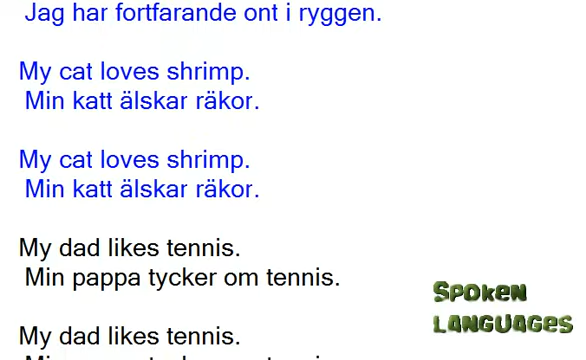 Jag har fortfarande ont i ryggen.
My cat loves shrimp.
Min katt älskar räkor.
My cat loves shrimp.
Min katt älskar räkor.
My dad likes tennis.
Min pappa tycker om tennis.
My dad likes tennis.
Spoken
Languages